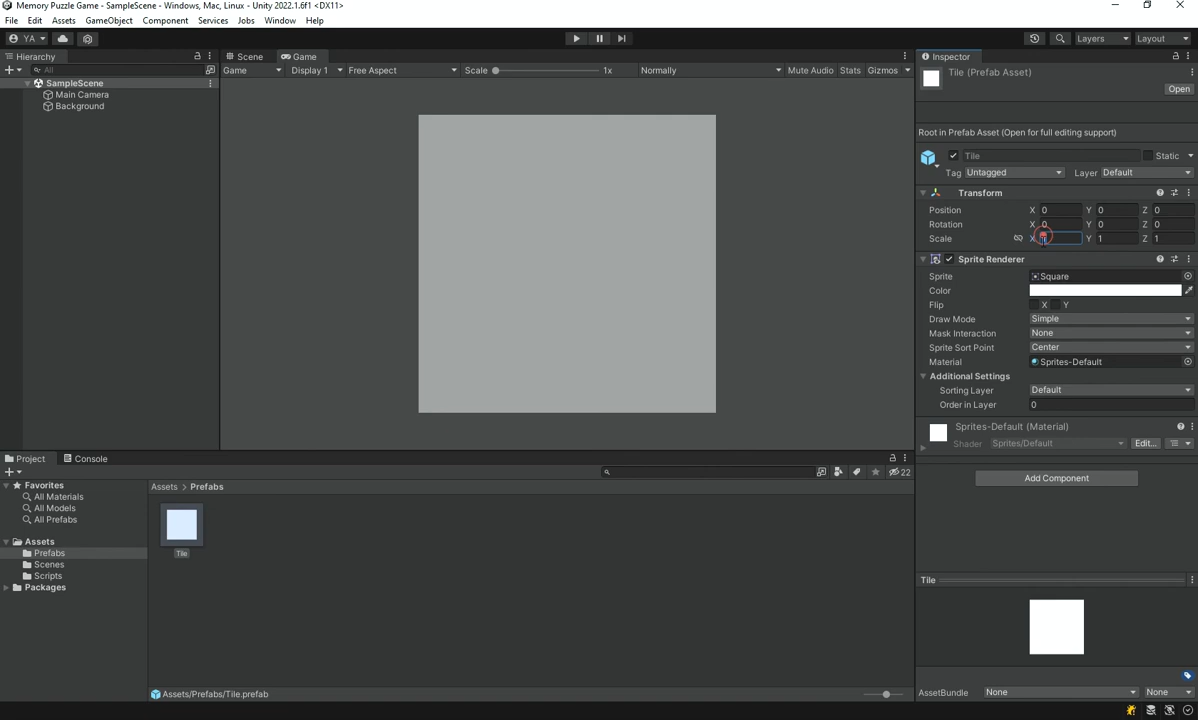 Memory Puzzle Game - SampleScene - Windows, Mac, Linux - Unity 2022.1.6f1 <DX11>
File Edit Assets GameObject Component Services Jobs Window Help
YA Layers Layout
Hierarchy
All
SampleScene
Main Camera
Background
Scene Game
Game Display 1 Free Aspect Scale 1x Normally Mute Audio Stats Gizmos
Inspector
Tile (Prefab Asset)
Open
Root in Prefab Asset (Open for full editing support)
Tile Static
Tag Untagged Layer Default
Transform
Position X 0 Y 0 Z 0
Rotation X 0 Y 0 Z 0
Scale X Y 1 Z 1
Sprite Renderer
Sprite Square
Color
Flip X Y
Draw Mode Simple
Mask Interaction None
Sprite Sort Point Center
Material Sprites-Default
Additional Settings
Sorting Layer Default
Order in Layer 0
Sprites-Default (Material)
Shader Sprites/Default Edit...
Add Component
Tile
AssetBundle None None
Project Console
22
Favorites
All Materials
All Models
All Prefabs
Assets
Prefabs
Scenes
Scripts
Packages
Assets > Prefabs
Tile
Assets/Prefabs/Tile.prefab